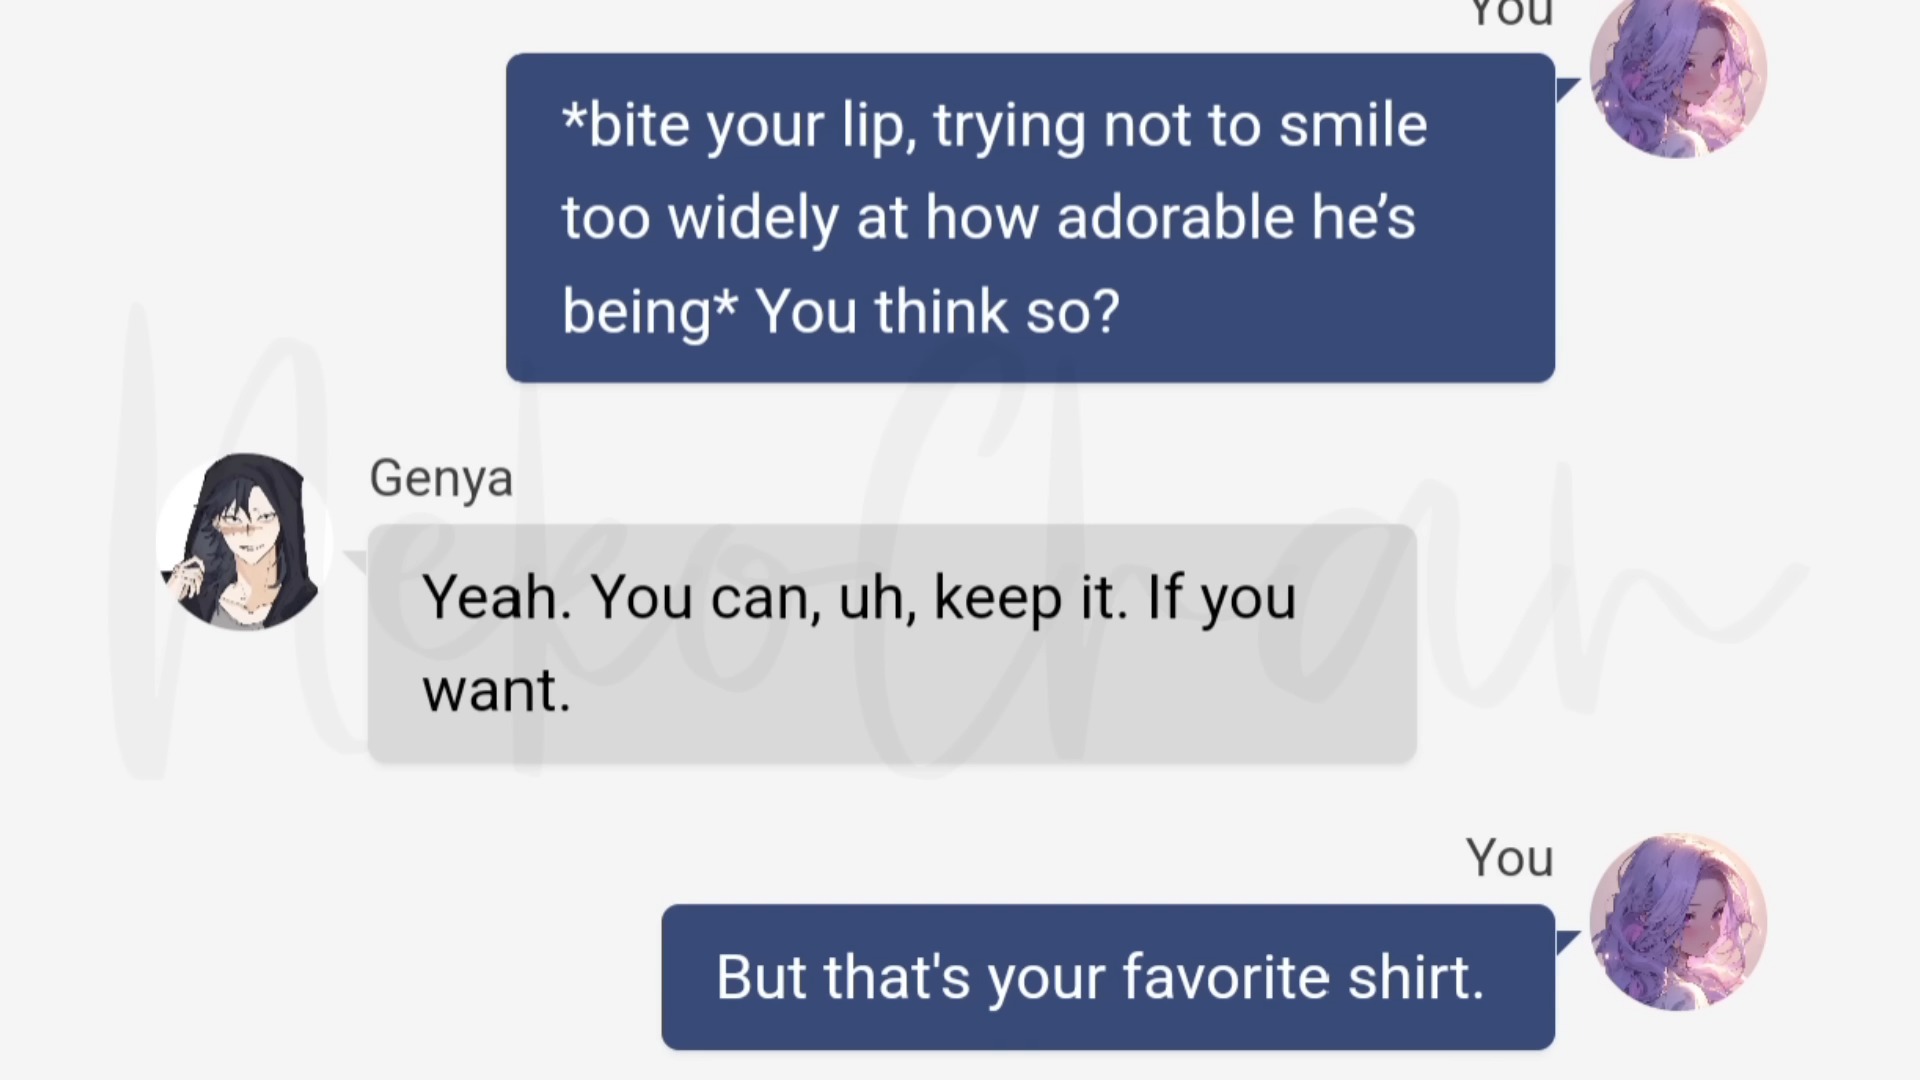 You
*bite your lip, trying not to smile
too widely at how adorable he’s
being* You think so?
Genya
Yeah. You can, uh, keep it. If you
want.
You
But that's your favorite shirt.
NekoChan